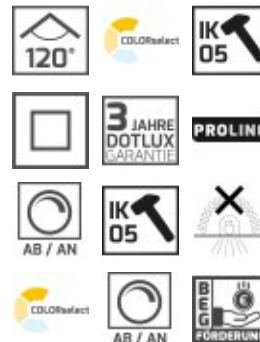 120°
COLORselect
IK
05
3 JAHRE
DOTLUX
GARANTIE
PROLINE
AB / AN
IK
05
COLORselect
AB / AN
BEG
FÖRDERUNG